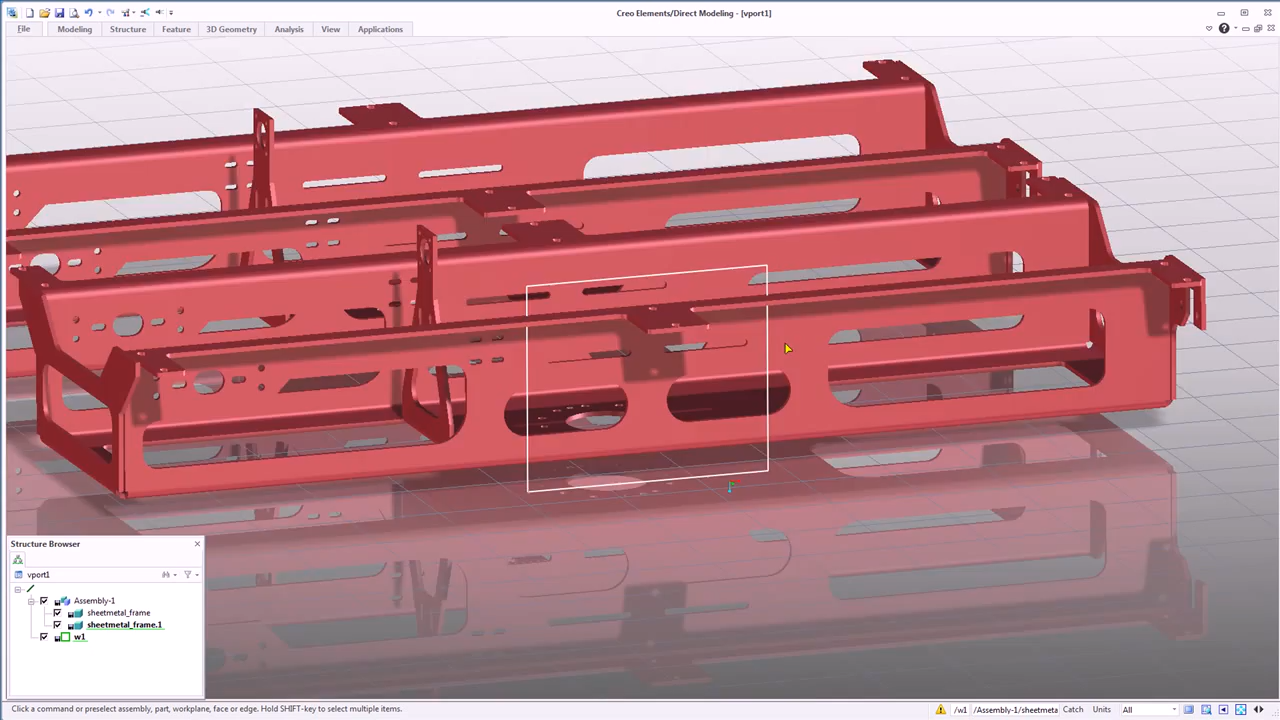 Creo Elements/Direct Modeling - [vport1]
File Modeling Structure Feature 3D Geometry Analysis View Applications
Structure Browser
vport1
Assembly-1
sheetmetal_frame
sheetmetal_frame.1
w1
Click a command or preselect assembly, part, workplane, face or edge. Hold SHIFT-key to select multiple items.
/w1 /Assembly-1/sheetmeta Catch Units All